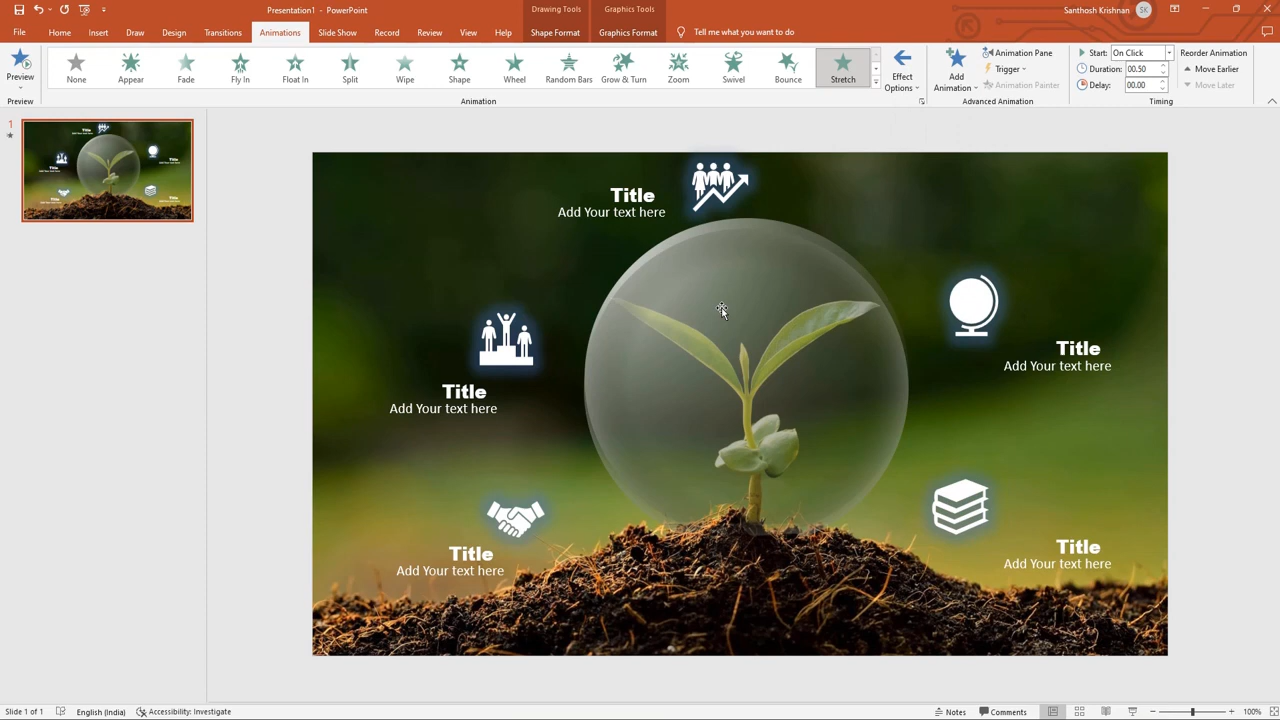 Presentation1 - PowerPoint
Drawing Tools
Graphics Tools
Santhosh Krishnan
SK
File
Home
Insert
Draw
Design
Transitions
Animations
Slide Show
Record
Review
View
Help
Shape Format
Graphics Format
Tell me what you want to do
Preview
None
Appear
Fade
Fly In
Float In
Split
Wipe
Shape
Wheel
Random Bars
Grow & Turn
Zoom
Swivel
Bounce
Stretch
Effect
Options
Add
Animation
Animation Pane
Trigger
Animation Painter
Start: On Click
Duration: 00.50
Delay: 00.00
Reorder Animation
Move Earlier
Move Later
Preview
Animation
Advanced Animation
Timing
1
Title
Add Your text here
Title
Add Your text here
Title
Add Your text here
Title
Add Your text here
Title
Add Your text here
Slide 1 of 1
English (India)
Accessibility: Investigate
Notes
Comments
100%